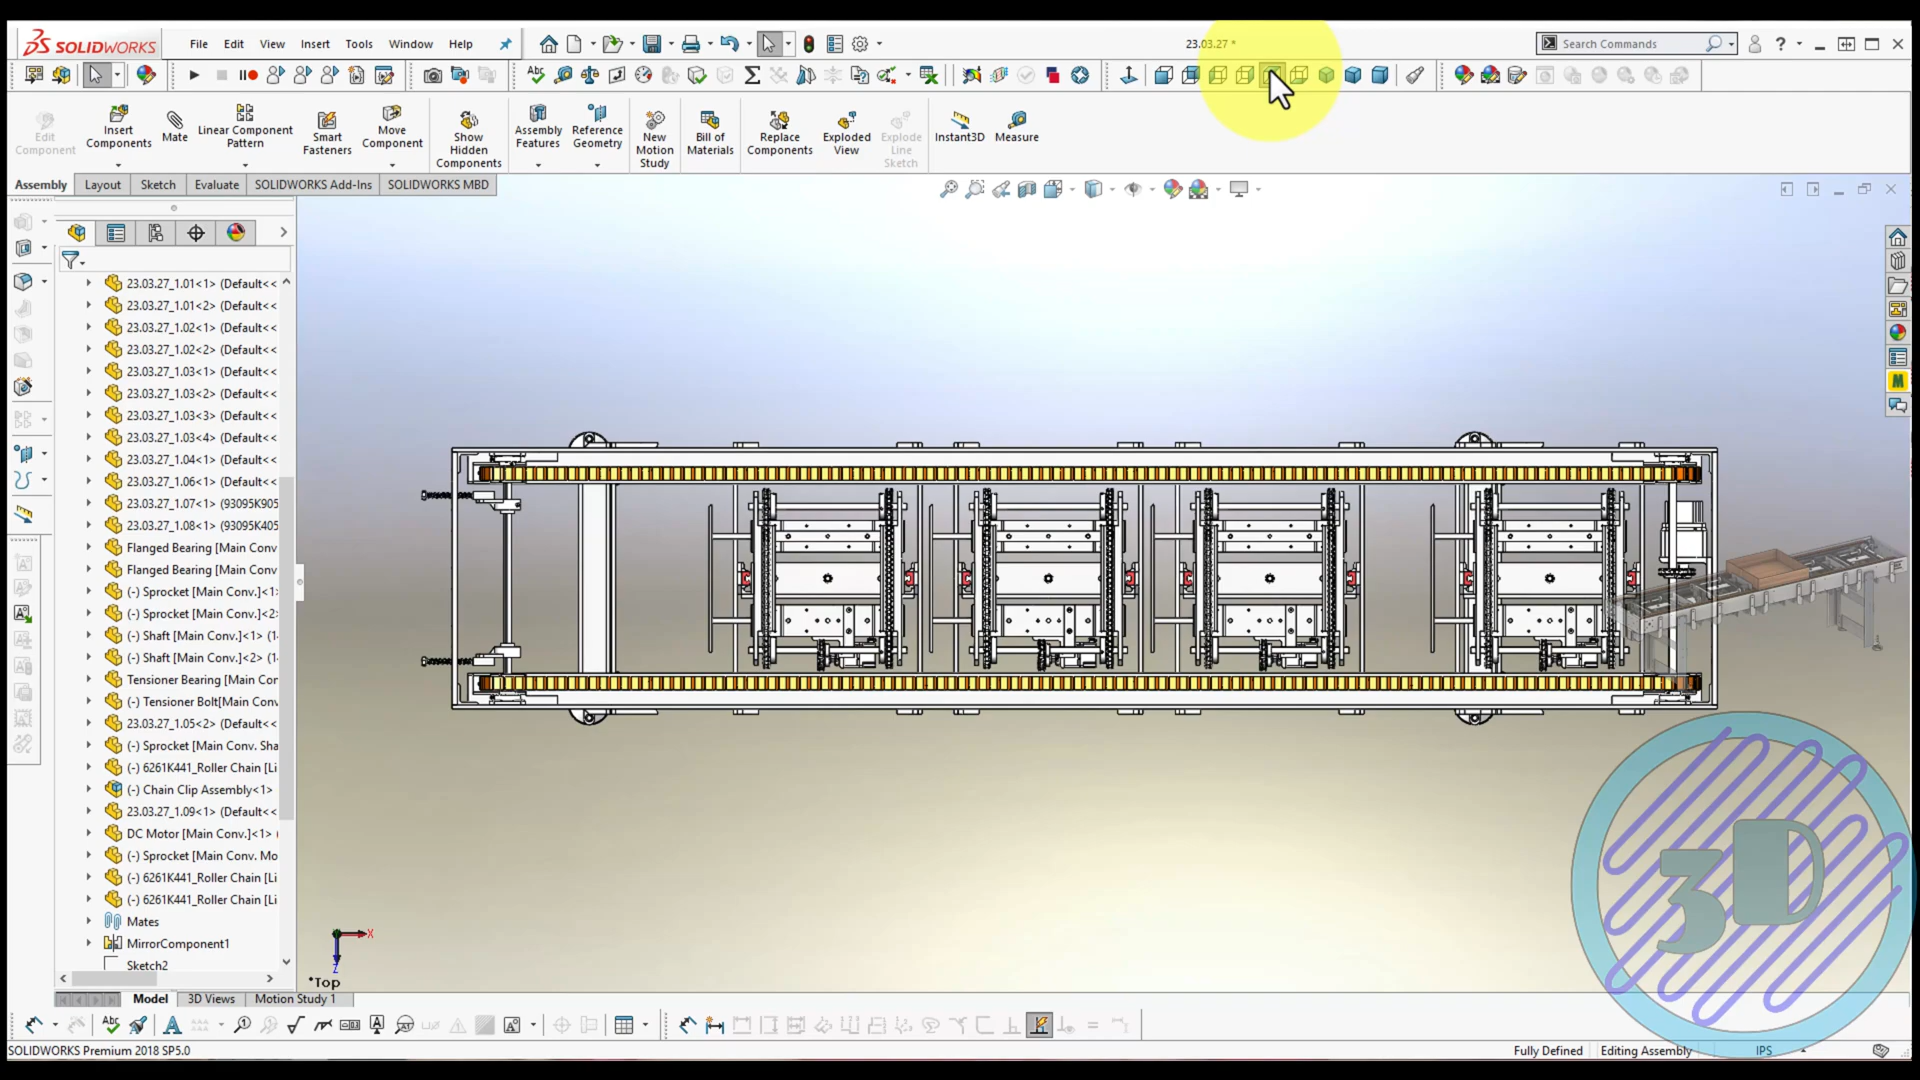 SOLIDWORKS
File Edit View Insert Tools Window Help
23.03.27 *
Search Commands
Edit Component
Insert Components
Mate
Linear Component Pattern
Smart Fasteners
Move Component
Show Hidden Components
Assembly Features
Reference Geometry
New Motion Study
Bill of Materials
Replace Components
Exploded View
Explode Line Sketch
Instant3D
Measure
Assembly Layout Sketch Evaluate SOLIDWORKS Add-Ins SOLIDWORKS MBD
23.03.27_1.01<1> (Default<<
23.03.27_1.01<2> (Default<<
23.03.27_1.02<1> (Default<<
23.03.27_1.02<2> (Default<<
23.03.27_1.03<1> (Default<<
23.03.27_1.03<2> (Default<<
23.03.27_1.03<3> (Default<<
23.03.27_1.03<4> (Default<<
23.03.27_1.04<1> (Default<<
23.03.27_1.06<1> (Default<<
23.03.27_1.07<1> (93095K905
23.03.27_1.08<1> (93095K405
Flanged Bearing [Main Conv
Flanged Bearing [Main Conv
(-) Sprocket [Main Conv.]<1>
(-) Sprocket [Main Conv.]<2>
(-) Shaft [Main Conv.]<1> (1
(-) Shaft [Main Conv.]<2> (1
Tensioner Bearing [Main Cor
(-) Tensioner Bolt[Main Conv
23.03.27_1.05<2> (Default<<
(-) Sprocket [Main Conv. Sha
(-) 6261K441_Roller Chain [Li
(-) Chain Clip Assembly<1>
23.03.27_1.09<1> (Default<<
DC Motor [Main Conv.]<1> (
(-) Sprocket [Main Conv. Mo
(-) 6261K441_Roller Chain [Li
(-) 6261K441_Roller Chain [Li
Mates
MirrorComponent1
Sketch2
X
Z
*Top
M
3D
Model 3D Views Motion Study 1
SOLIDWORKS Premium 2018 SP5.0
Fully Defined Editing Assembly IPS